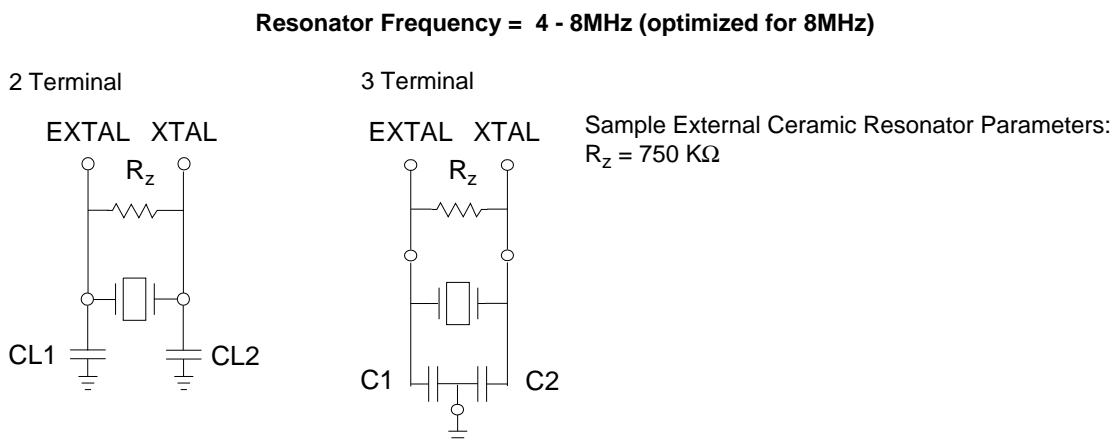 Resonator Frequency = 4 - 8MHz (optimized for 8MHz)
2 Terminal
EXTAL XTAL
Rz
CL1
CL2
3 Terminal
EXTAL XTAL
Rz
C1
C2
Sample External Ceramic Resonator Parameters:
Rz = 750 KΩ